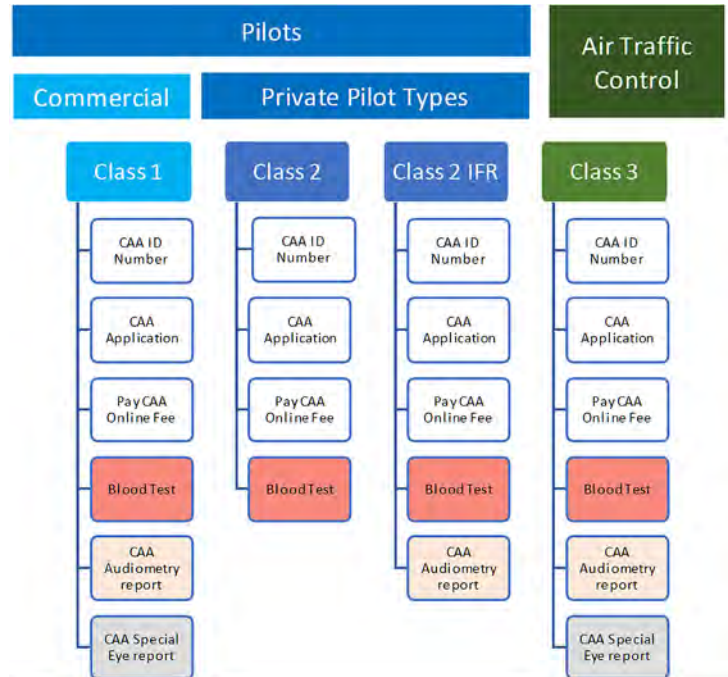 Pilots
Air Traffic
Control
Commercial
Private Pilot Types
Class 1
Class 2
Class 2 IFR
Class 3
CAA ID
Number
CAA ID
Number
CAA ID
Number
CAA ID
Number
CAA
Application
CAA
Application
CAA
Application
CAA
Application
Pay CAA
Online Fee
Pay CAA
Online Fee
Pay CAA
Online Fee
Pay CAA
Online Fee
Blood Test
Blood Test
Blood Test
Blood Test
CAA
Audiometry
report
CAA
Audiometry
report
CAA
Audiometry
report
CAA Special
Eye report
CAA Special
Eye report